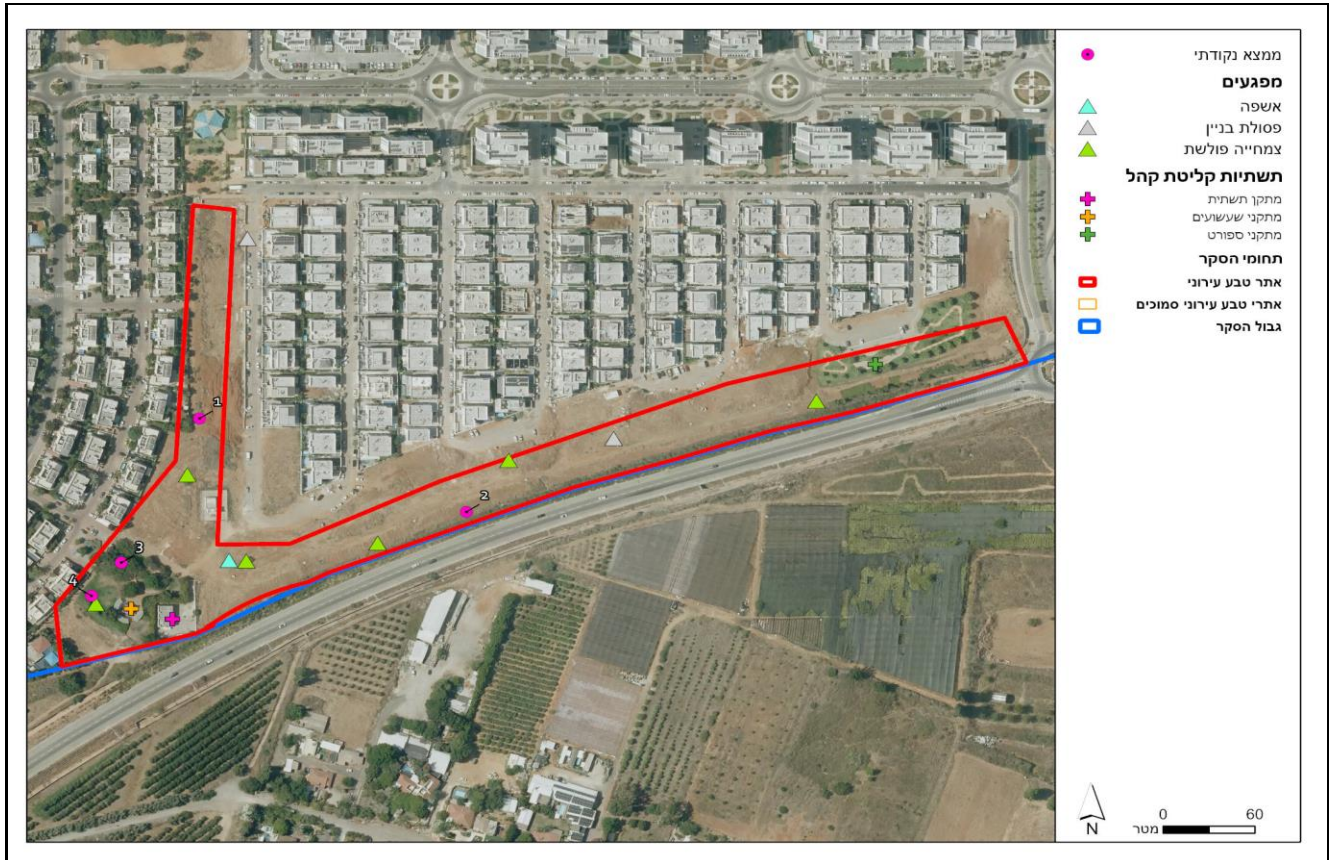 ממצא נקודתי
מפגעים
אשפה
פסולת בניין
צמחייה פולשת
תשתיות קליטת קהל
מתקן תשתית
מתקני שעשועים
מתקני ספורט
תחומי הסקר
אתר טבע עירוני
אתרי טבע עירוני סמוכים
גבול הסקר
1
2
3
4
N
0 60
מטר